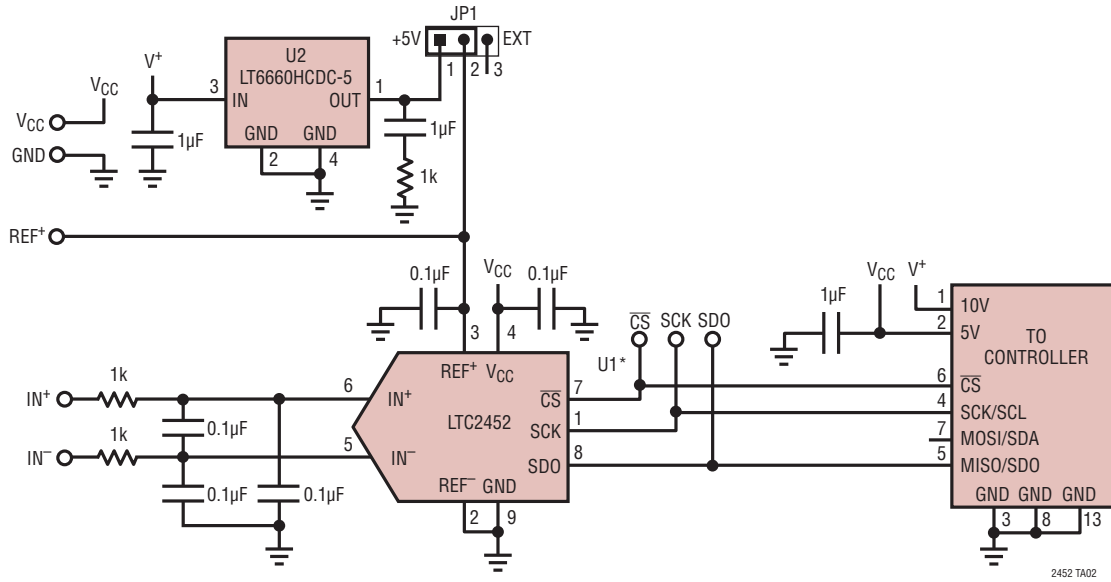 JP1
+5V
EXT
1
2
3
U2
LT6660HCDC-5
3
IN
OUT
1
GND
GND
2
4
V⁺
VCC
VCC
GND
1µF
1µF
1k
REF⁺
0.1µF
VCC
0.1µF
3
4
REF⁺ VCC
IN⁺
1k
6
IN⁺
0.1µF
IN⁻
1k
5
IN⁻
0.1µF
0.1µF
LTC2452
CS
7
SCK
1
SDO
8
REF⁻ GND
2
9
CS SCK SDO
U1*
1µF
VCC
V⁺
1
10V
2
5V
TO
CONTROLLER
6
CS
4
SCK/SCL
7
MOSI/SDA
5
MISO/SDO
GND GND GND
3
8
13
2452 TA02